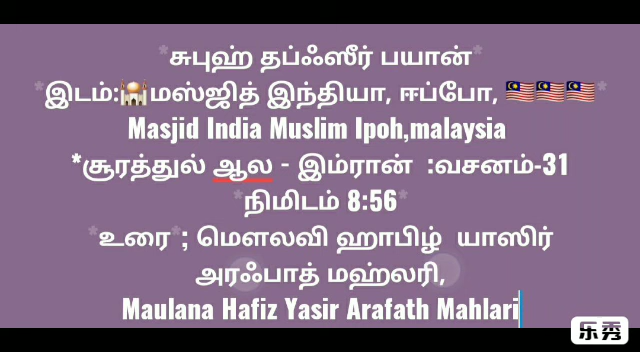 *சுபுஹ் தப்ஃஸீர் பயான்*
*இடம்:🕌மஸ்ஜித் இந்தியா, ஈப்போ, 🇲🇾🇲🇾🇲🇾*
Masjid India Muslim Ipoh,malaysia
*சூரத்துல் ஆல - இம்ரான் :வசனம்-31
*நிமிடம் 8:56*
*உரை*; மௌலவி ஹாபிழ் யாஸிர்
அரஃபாத் மஹ்லரி,
Maulana Hafiz Yasir Arafath Mahlari
乐秀